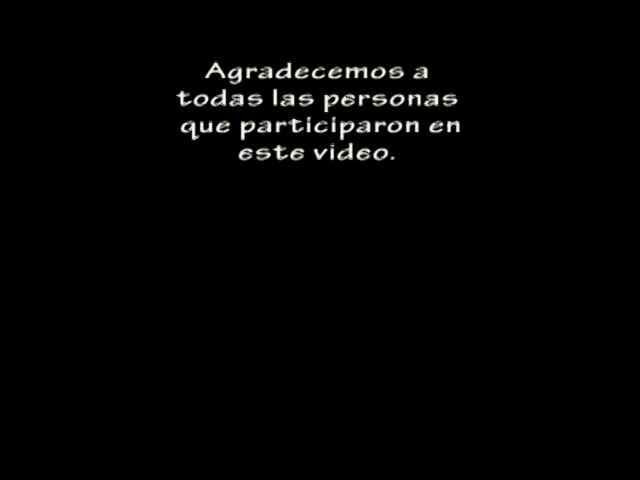 Agradecemos a
todas las personas
que participaron en
este video.